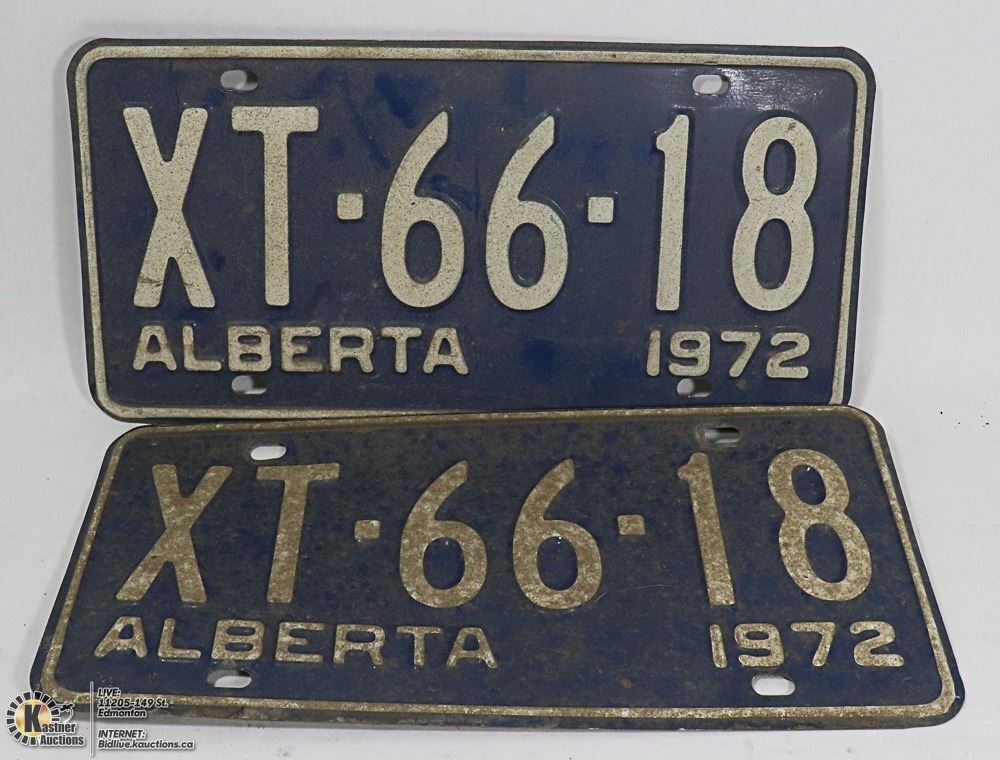 XT·66·18
ALBERTA 1972
XT·66·18
ALBERTA 1972
Kastner
Auctions
LIVE:
11205-149 St.
Edmonton
INTERNET:
Bidlive.kauctions.ca